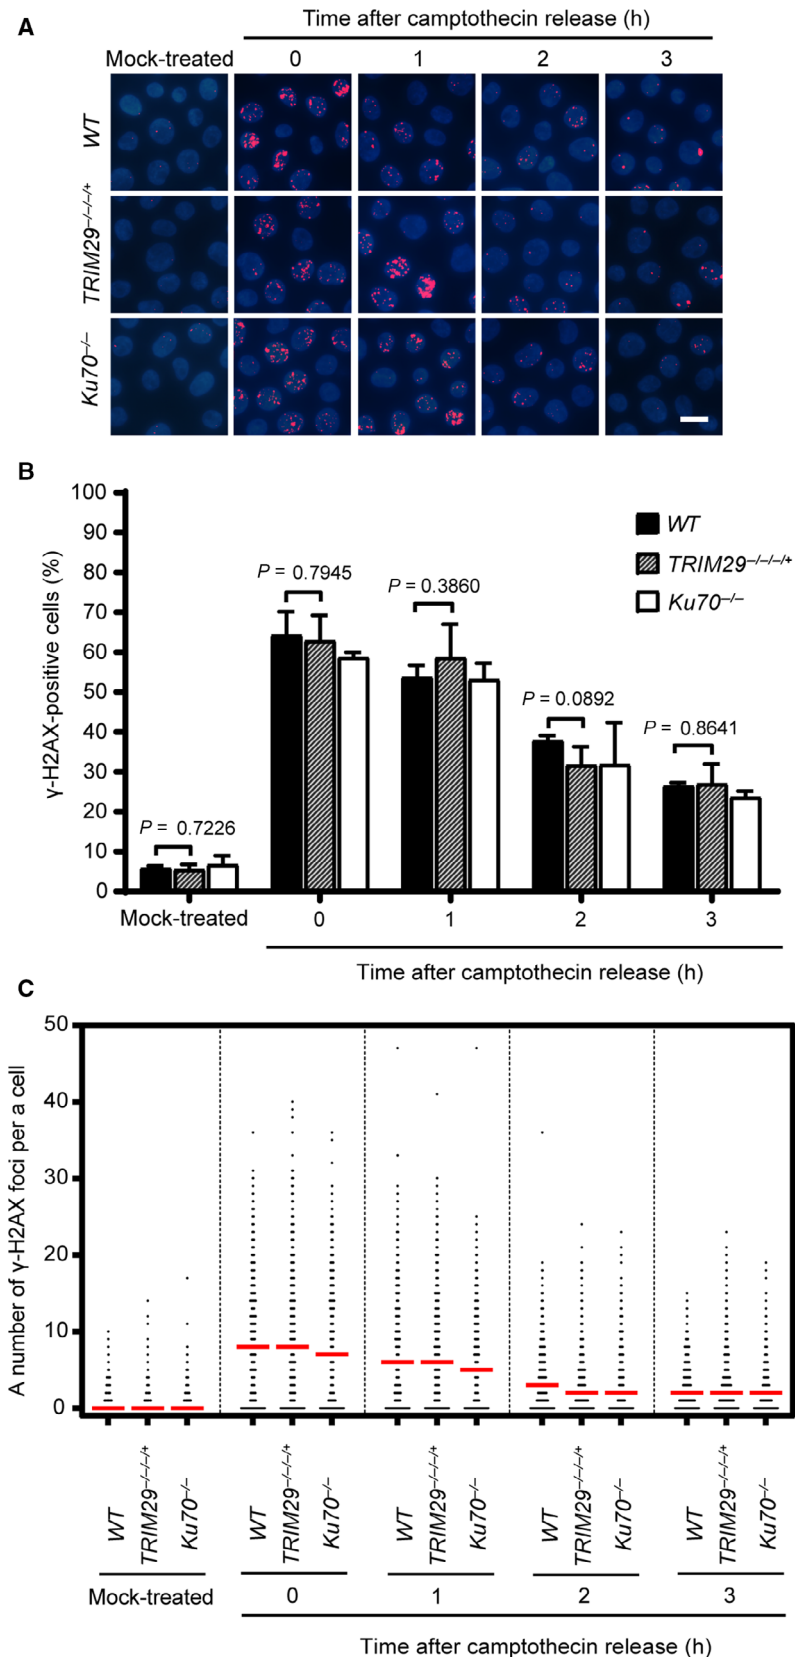 A
Time after camptothecin release (h)
Mock-treated 0 1 2 3
WT
TRIM29–/–/–/+
Ku70–/–
B
γ-H2AX-positive cells (%)
100
90
80
70
60
50
40
30
20
10
0
WT
TRIM29–/–/–/+
Ku70–/–
P = 0.7226
P = 0.7945
P = 0.3860
P = 0.0892
P = 0.8641
Mock-treated 0 1 2 3
Time after camptothecin release (h)
C
A number of γ-H2AX foci per a cell
50
40
30
20
10
0
WT TRIM29–/–/–/+ Ku70–/– WT TRIM29–/–/–/+ Ku70–/– WT TRIM29–/–/–/+ Ku70–/– WT TRIM29–/–/–/+ Ku70–/– WT TRIM29–/–/–/+ Ku70–/–
Mock-treated 0 1 2 3
Time after camptothecin release (h)